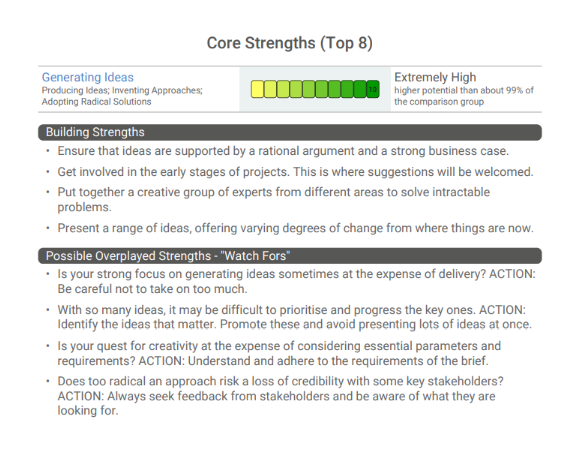 Core Strengths (Top 8)
Generating Ideas
Producing Ideas; Inventing Approaches;
Adopting Radical Solutions
10
Extremely High
higher potential than about 99% of
the comparison group
Building Strengths
• Ensure that ideas are supported by a rational argument and a strong business case.
• Get involved in the early stages of projects. This is where suggestions will be welcomed.
• Put together a creative group of experts from different areas to solve intractable
problems.
• Present a range of ideas, offering varying degrees of change from where things are now.
Possible Overplayed Strengths - "Watch Fors"
• Is your strong focus on generating ideas sometimes at the expense of delivery? ACTION:
Be careful not to take on too much.
• With so many ideas, it may be difficult to prioritise and progress the key ones. ACTION:
Identify the ideas that matter. Promote these and avoid presenting lots of ideas at once.
• Is your quest for creativity at the expense of considering essential parameters and
requirements? ACTION: Understand and adhere to the requirements of the brief.
• Does too radical an approach risk a loss of credibility with some key stakeholders?
ACTION: Always seek feedback from stakeholders and be aware of what they are
looking for.